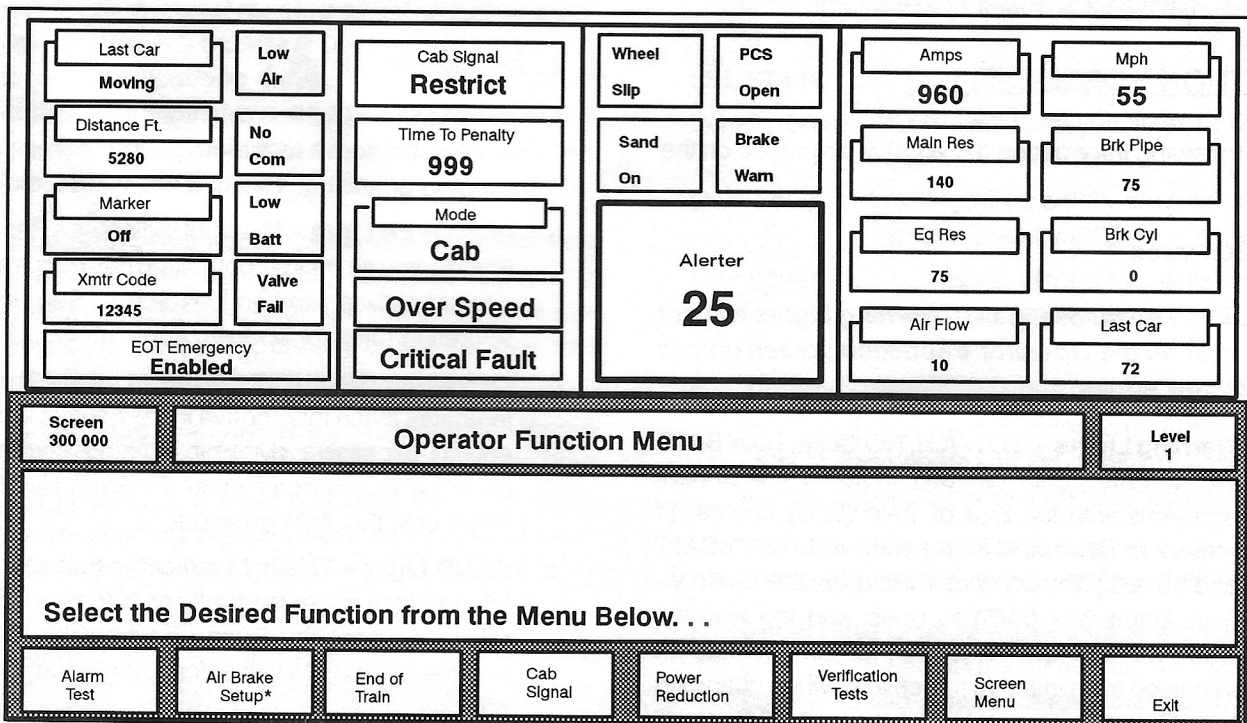 Last Car
Moving
Low
Air
Distance Ft.
5280
No
Com
Marker
Off
Low
Batt
Xmtr Code
12345
Valve
Fail
EOT Emergency
Enabled
Cab Signal
Restrict
Time To Penalty
999
Mode
Cab
Over Speed
Critical Fault
Wheel
Slip
PCS
Open
Sand
On
Brake
Warn
Alerter
25
Amps
960
Mph
55
Main Res
140
Brk Pipe
75
Eq Res
75
Brk Cyl
0
Air Flow
10
Last Car
72
Screen
300 000
Operator Function Menu
Level
1
Select the Desired Function from the Menu Below. . .
Alarm
Test
Air Brake
Setup*
End of
Train
Cab
Signal
Power
Reduction
Verification
Tests
Screen
Menu
Exit